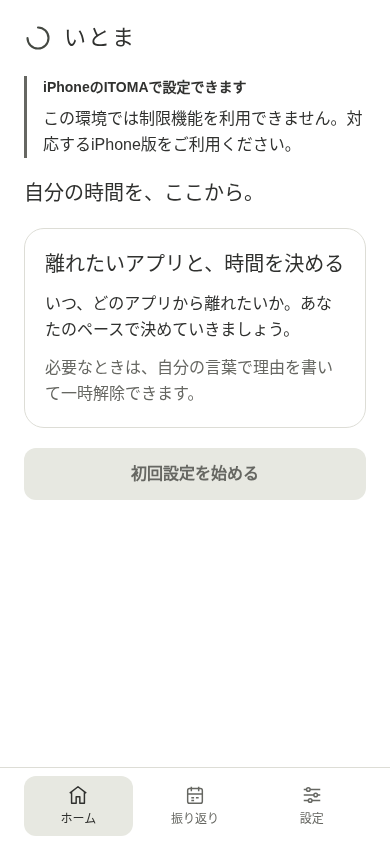 いとま
iPhoneのITOMAで設定できます
この環境では制限機能を利用できません。対
応するiPhone版をご利用ください。
自分の時間を、ここから。
離れたいアプリと、時間を決める
いつ、どのアプリから離れたいか。あな
たのペースで決めていきましょう。
必要なときは、自分の言葉で理由を書い
て一時解除できます。
初回設定を始める
ホーム
振り返り
設定